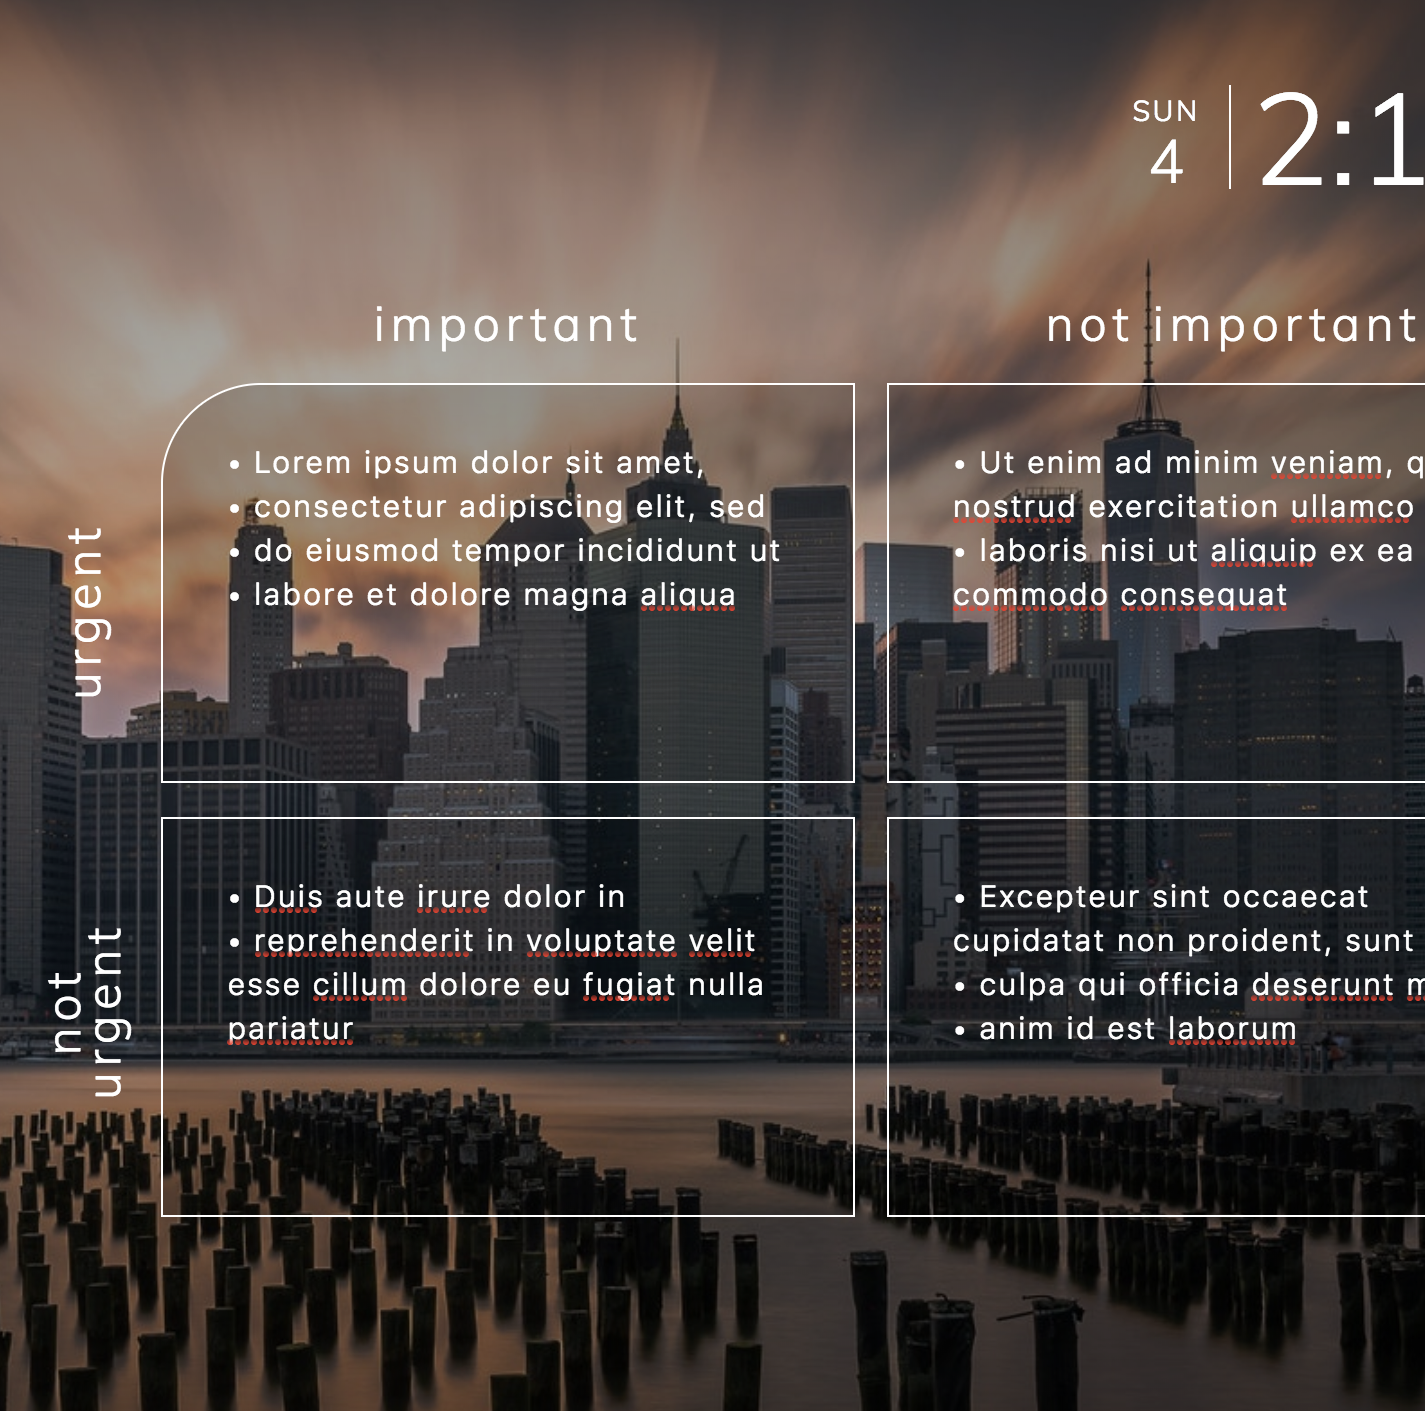 SUN
4
2:1
important
not important
urgent
• Lorem ipsum dolor sit amet,
• consectetur adipiscing elit, sed
• do eiusmod tempor incididunt ut
• labore et dolore magna aliqua
• Ut enim ad minim veniam,
nostrud exercitation ullamco
• laboris nisi ut aliquip ex ea
commodo consequat
not
urgent
• Duis aute irure dolor in
• reprehenderit in voluptate velit
esse cillum dolore eu fugiat nulla
pariatur
• Excepteur sint occaecat
cupidatat non proident, sunt
• culpa qui officia deserunt
• anim id est laborum